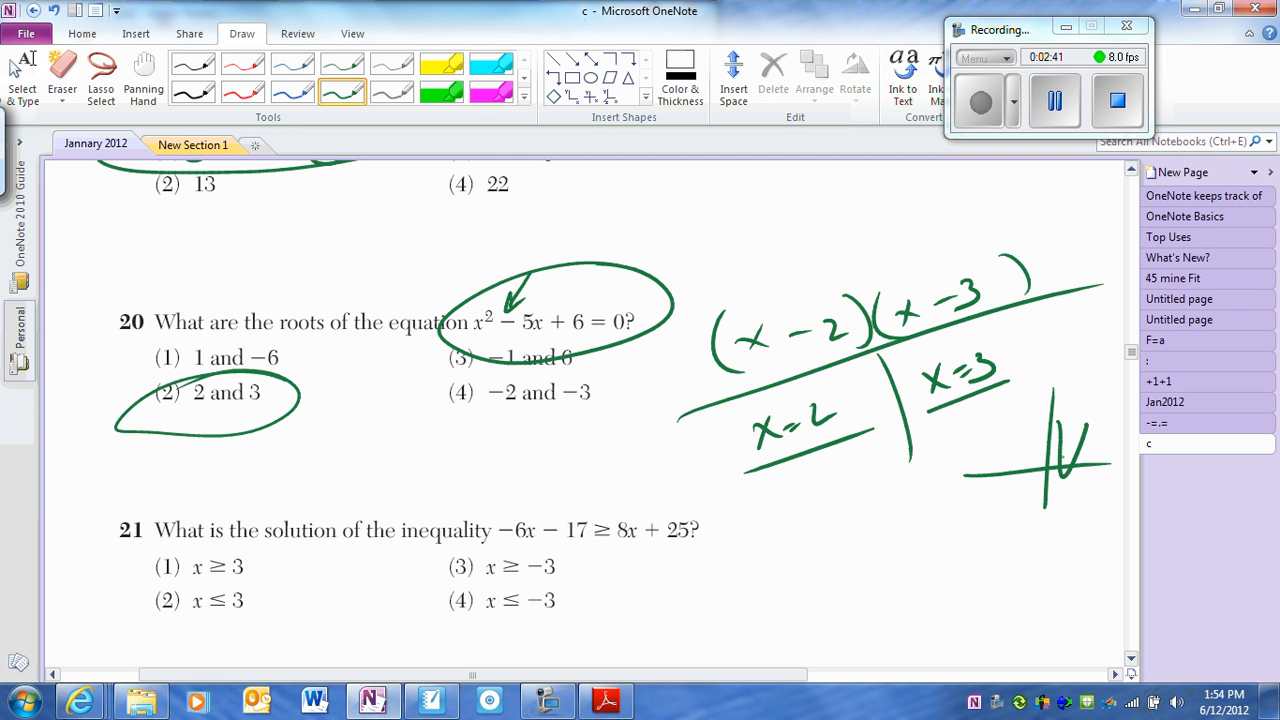 c - Microsoft OneNote
File Home Insert Share Draw Review View
Recording...
Menu 0:02:41 8.0 fps
Select & Type
Eraser
Lasso Select
Panning Hand
Color & Thickness
Insert Space
Delete
Arrange
Rotate
Ink to Text
Tools
Insert Shapes
Edit
Jannary 2012
New Section 1
Search All Notebooks (Ctrl+E)
OneNote 2010 Guide
Personal
New Page
OneNote keeps track of
OneNote Basics
Top Uses
What's New?
45 mine Fit
Untitled page
Untitled page
F=a
:
+1+1
Jan2012
-=.=
c
(2) 13 (4) 22
20 What are the roots of the equation x² − 5x + 6 = 0?
(1) 1 and −6 (3) −1 and 6
(2) 2 and 3 (4) −2 and −3
(x − 2)(x − 3)
x = 2 x = 3
21 What is the solution of the inequality −6x − 17 ≥ 8x + 25?
(1) x ≥ 3 (3) x ≥ −3
(2) x ≤ 3 (4) x ≤ −3
1:54 PM
6/12/2012